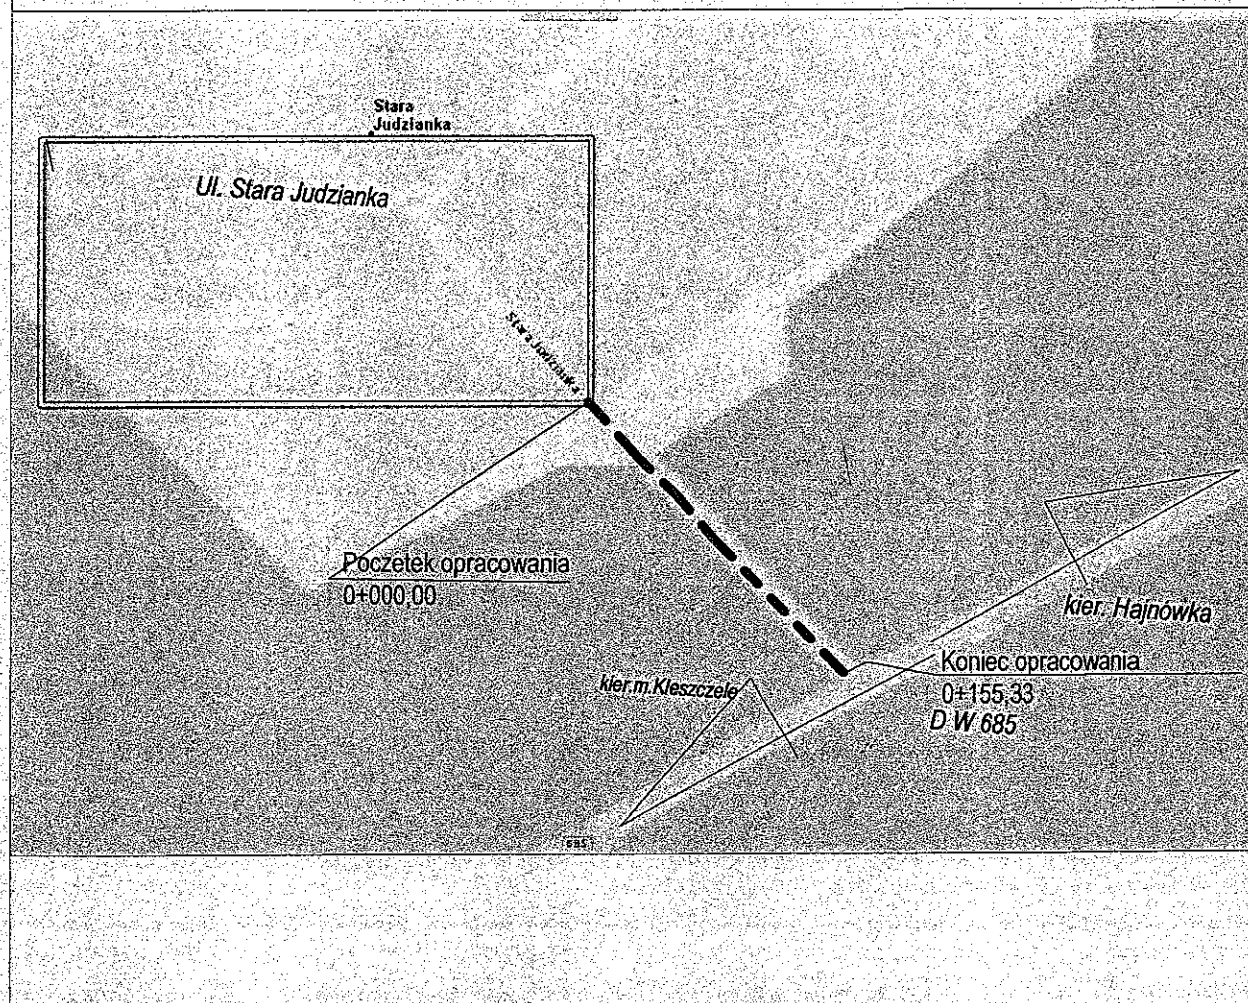 Stara
Judzianka
Ul. Stara Judzianka
Stara Judzianka
Poczetek opracowania
0+000,00
kier. Hajnówka
Koniec opracowania
0+155,33
D W 685
kier.m.Kleszczele
685